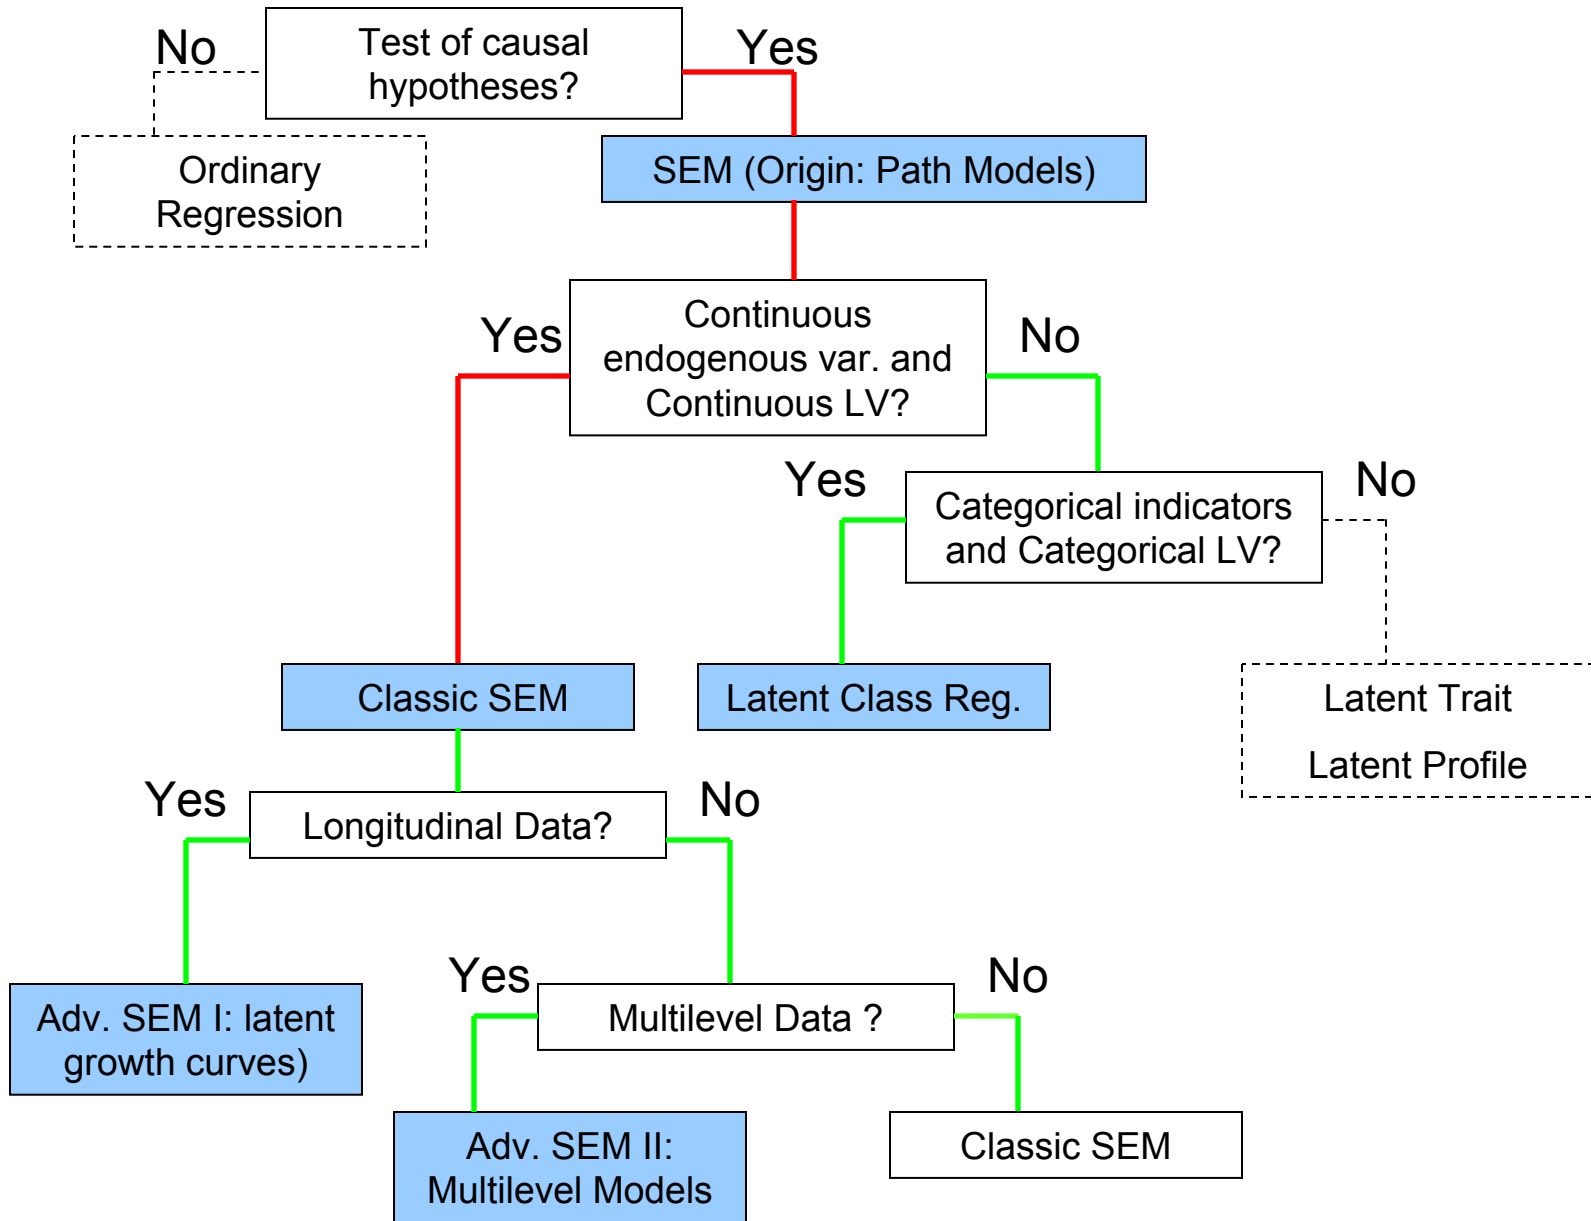 No
Test of causal
hypotheses?
Yes
Ordinary
Regression
SEM (Origin: Path Models)
Yes
Continuous
endogenous var. and
Continuous LV?
No
Yes
Categorical indicators
and Categorical LV?
No
Classic SEM
Latent Class Reg.
Latent Trait
Latent Profile
Yes
Longitudinal Data?
No
Yes
Multilevel Data ?
No
Adv. SEM I: latent
growth curves)
Adv. SEM II:
Multilevel Models
Classic SEM